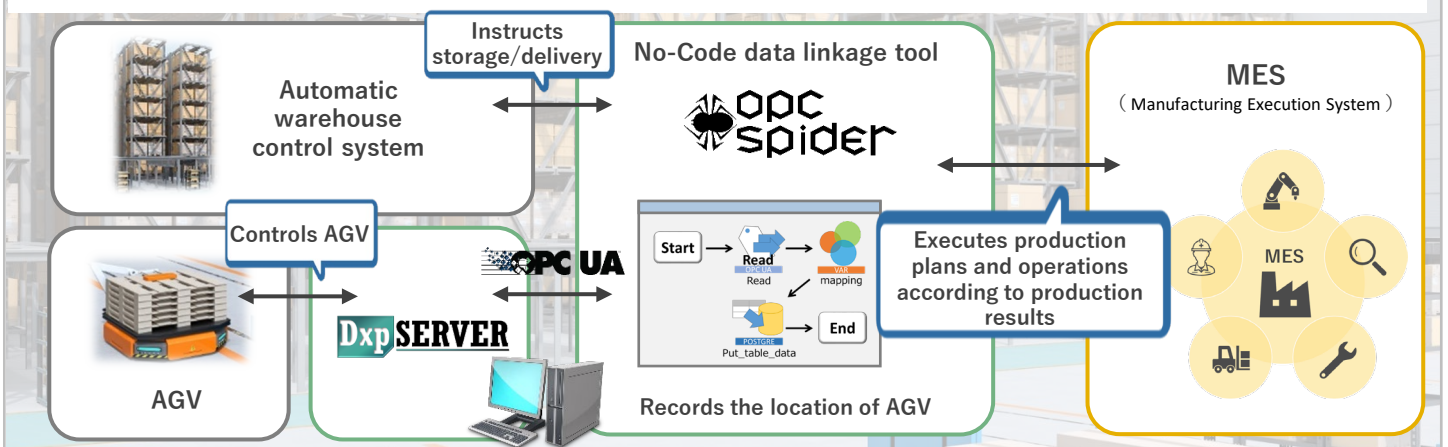 Instructs
storage/delivery
Automatic
warehouse
control system
No-Code data linkage tool
opc
spider
MES
( Manufacturing Execution System )
Controls AGV
AGV
DxpSERVER
OPC UA
Start
Read
OPC UA
Read
VAR
mapping
POSTGRE
Put_table_data
End
Records the location of AGV
Executes production
plans and operations
according to production
results
MES